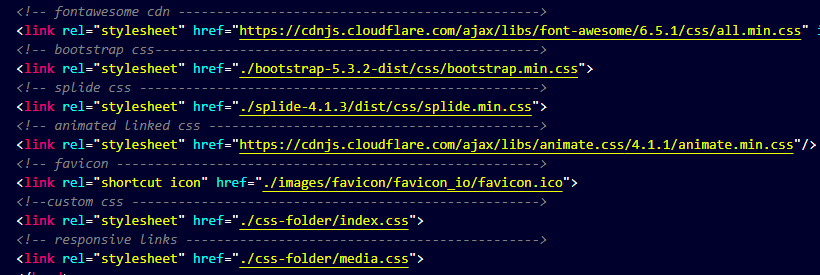 <!-- fontawesome cdn ---------------------------------------------->
<link rel="stylesheet" href="https://cdnjs.cloudflare.com/ajax/libs/font-awesome/6.5.1/css/all.min.css"
<!-- bootstrap css------------------------------------------------->
<link rel="stylesheet" href="./bootstrap-5.3.2-dist/css/bootstrap.min.css">
<!-- splide css --------------------------------------------------->
<link rel="stylesheet" href="./splide-4.1.3/dist/css/splide.min.css">
<!-- animated linked css  ----------------------------------------->
<link rel="stylesheet" href="https://cdnjs.cloudflare.com/ajax/libs/animate.css/4.1.1/animate.min.css"/>
<!-- favicon ------------------------------------------------------>
<link rel="shortcut icon" href="./images/favicon/favicon_io/favicon.ico">
<!--custom css ---------------------------------------------------->
<link rel="stylesheet" href="./css-folder/index.css">
<!-- responsive links --------------------------------------------->
<link rel="stylesheet" href="./css-folder/media.css">